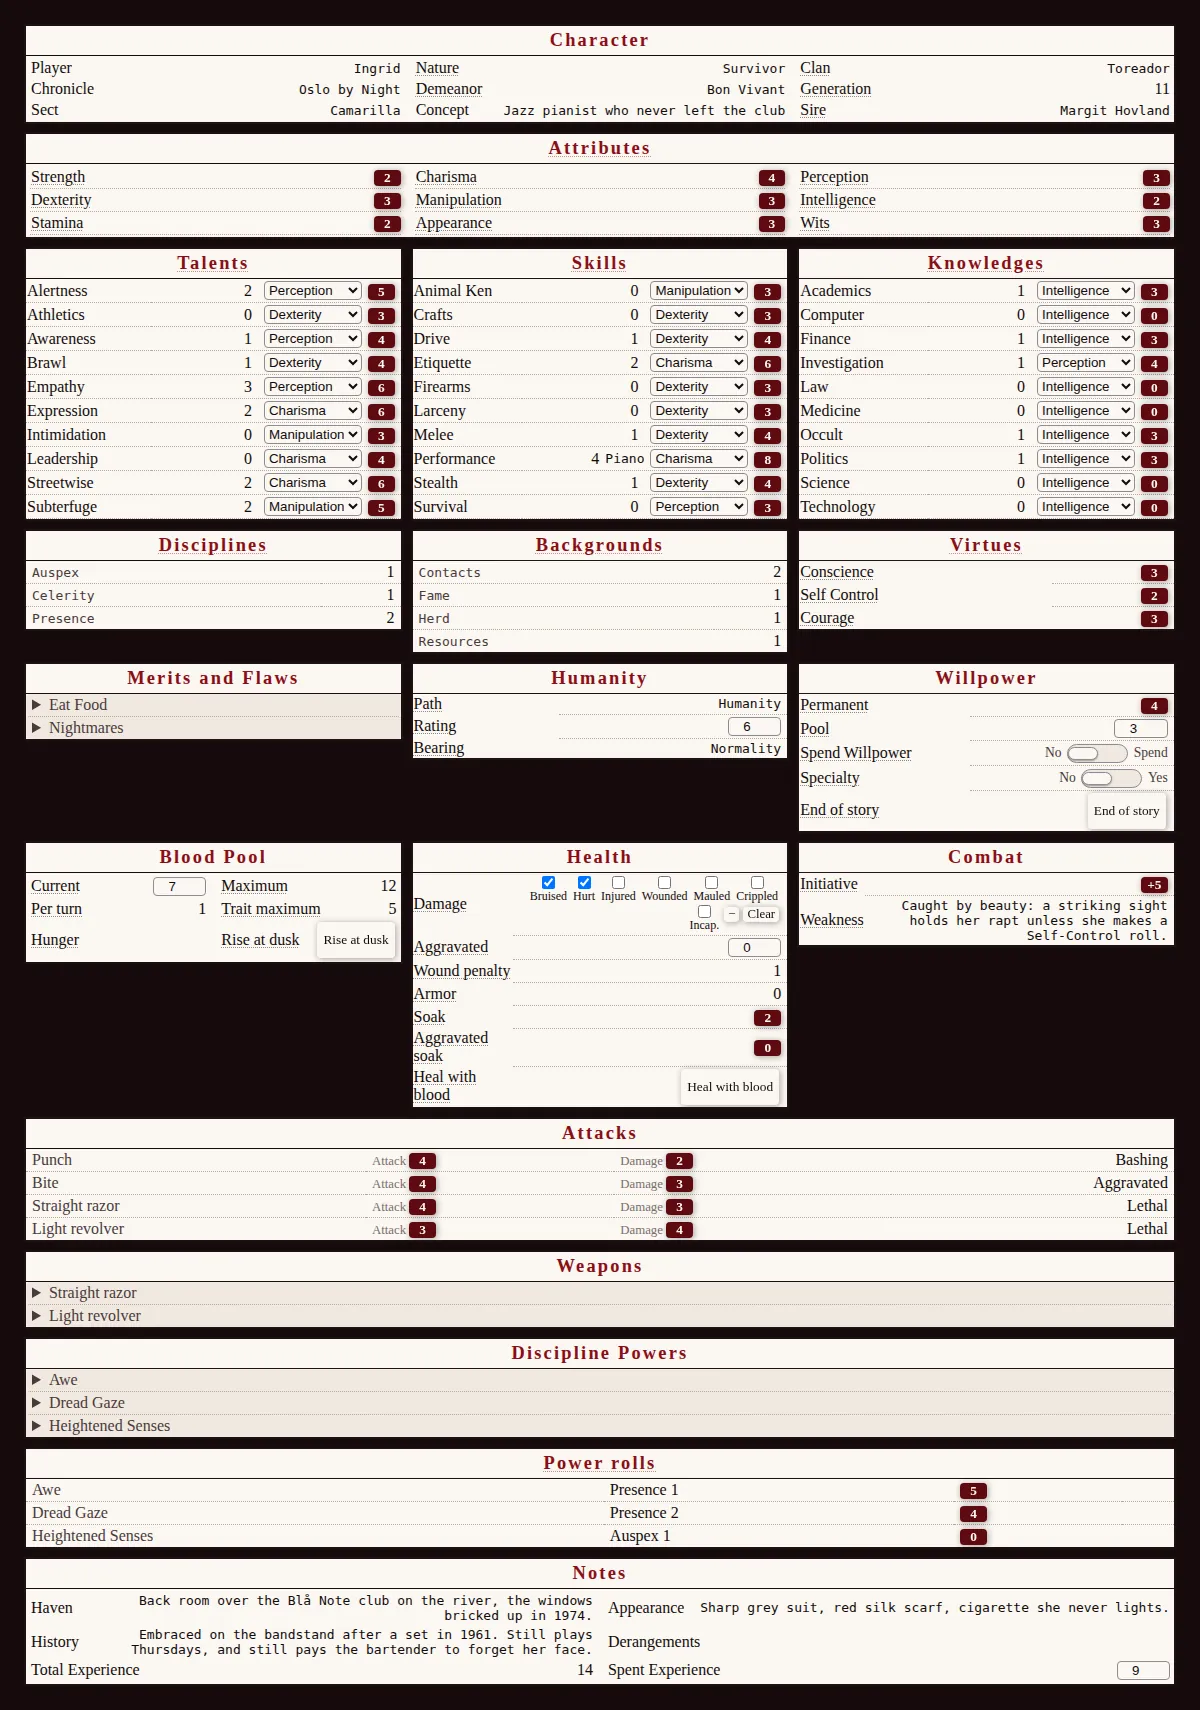 Character
Player Ingrid Nature Survivor Clan Toreador
Chronicle Oslo by Night Demeanor Bon Vivant Generation 11
Sect Camarilla Concept Jazz pianist who never left the club Sire Margit Hovland
Attributes
Strength 2 Charisma 4 Perception 3
Dexterity 3 Manipulation 3 Intelligence 2
Stamina 2 Appearance 3 Wits 3
Talents Skills Knowledges
Alertness 2 Perception 5 Animal Ken 0 Manipulation 3 Academics 1 Intelligence 3
Athletics 0 Dexterity 3 Crafts 0 Dexterity 3 Computer 0 Intelligence 0
Awareness 1 Perception 4 Drive 1 Dexterity 4 Finance 1 Intelligence 3
Brawl 1 Dexterity 4 Etiquette 2 Charisma 6 Investigation 1 Perception 4
Empathy 3 Perception 6 Firearms 0 Dexterity 3 Law 0 Intelligence 0
Expression 2 Charisma 6 Larceny 0 Dexterity 3 Medicine 0 Intelligence 0
Intimidation 0 Manipulation 3 Melee 1 Dexterity 4 Occult 1 Intelligence 3
Leadership 0 Charisma 4 Performance 4 Piano Charisma 8 Politics 1 Intelligence 3
Streetwise 2 Charisma 6 Stealth 1 Dexterity 4 Science 0 Intelligence 0
Subterfuge 2 Manipulation 5 Survival 0 Perception 3 Technology 0 Intelligence 0
Disciplines Backgrounds Virtues
Auspex 1 Contacts 2 Conscience 3
Celerity 1 Fame 1 Self Control 2
Presence 2 Herd 1 Courage 3
Resources 1
Merits and Flaws Humanity Willpower
Eat Food Path Humanity Permanent 4
Nightmares Rating 6 Pool 3
Bearing Normality Spend Willpower No Spend
Specialty No Yes
End of story End of story
Blood Pool Health Combat
Current 7 Maximum 12
Per turn 1 Trait maximum 5
Hunger Rise at dusk Rise at dusk
Damage Bruised Hurt Injured Wounded Mauled Crippled
Incap. − Clear
Aggravated 0
Wound penalty 1
Armor 0
Soak 2
Aggravated
soak 0
Heal with
blood Heal with blood
Initiative +5
Weakness Caught by beauty: a striking sight
holds her rapt unless she makes a
Self-Control roll.
Attacks
Punch Attack 4 Damage 2 Bashing
Bite Attack 4 Damage 3 Aggravated
Straight razor Attack 4 Damage 3 Lethal
Light revolver Attack 3 Damage 4 Lethal
Weapons
Straight razor
Light revolver
Discipline Powers
Awe
Dread Gaze
Heightened Senses
Power rolls
Awe Presence 1 5
Dread Gaze Presence 2 4
Heightened Senses Auspex 1 0
Notes
Haven Back room over the Blå Note club on the river, the windows
bricked up in 1974.
Appearance Sharp grey suit, red silk scarf, cigarette she never lights.
History Embraced on the bandstand after a set in 1961. Still plays
Thursdays, and still pays the bartender to forget her face.
Derangements
Total Experience 14 Spent Experience 9